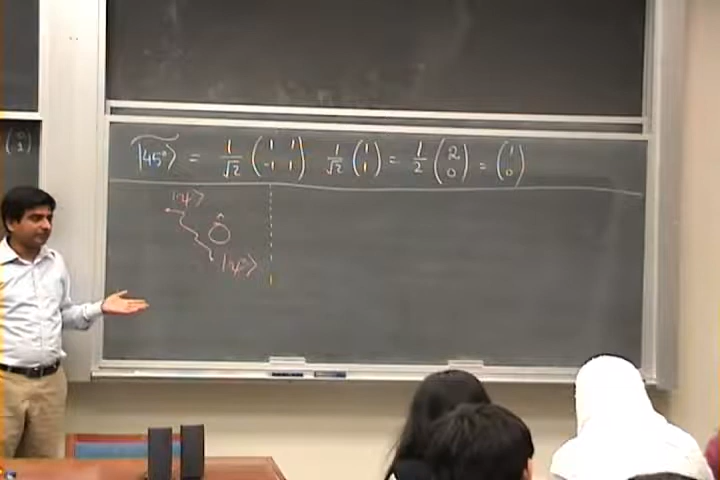 (0 1)
|45°⟩~ = 1/√2 (1 1 -1 1) 1/√2 (1 1) = 1/2 (2 0) = (1 0)
|ψ⟩
Ô
|ψ⟩